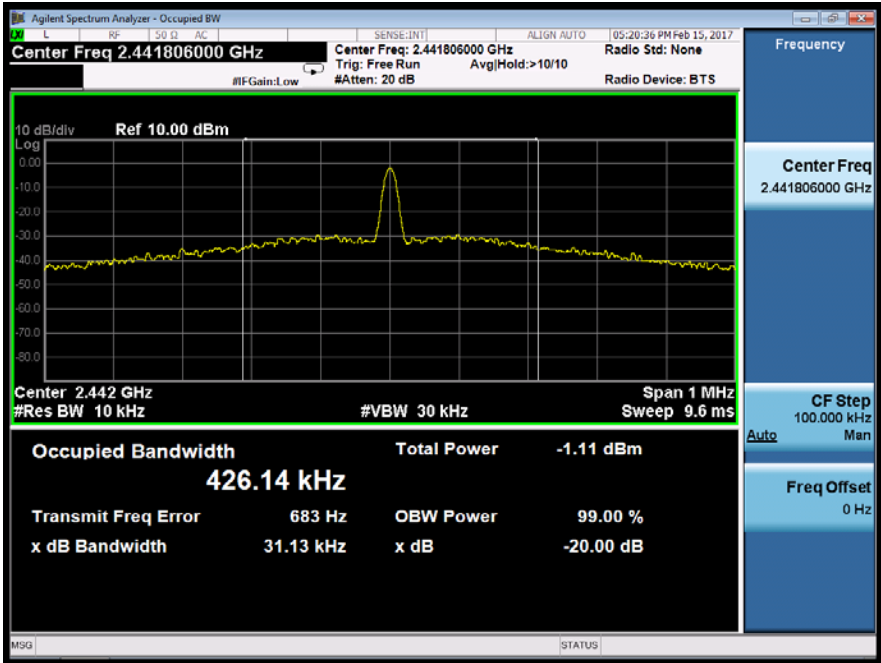 Agilent Spectrum Analyzer - Occupied BW
LXI L RF 50 Ω AC SENSE:INT ALIGN AUTO 05:20:36 PM Feb 15, 2017
Center Freq 2.441806000 GHz Center Freq: 2.441806000 GHz Radio Std: None Frequency
Trig: Free Run Avg|Hold:>10/10
#IFGain:Low #Atten: 20 dB Radio Device: BTS
10 dB/div Ref 10.00 dBm
Log
0.00
-10.0
-20.0
-30.0
-40.0
-50.0
-60.0
-70.0
-80.0
Center Freq
2.441806000 GHz
Center 2.442 GHz Span 1 MHz
#Res BW 10 kHz #VBW 30 kHz Sweep 9.6 ms
CF Step
100.000 kHz
Auto Man
Occupied Bandwidth Total Power -1.11 dBm
426.14 kHz
Freq Offset
0 Hz
Transmit Freq Error 683 Hz OBW Power 99.00 %
x dB Bandwidth 31.13 kHz x dB -20.00 dB
MSG STATUS